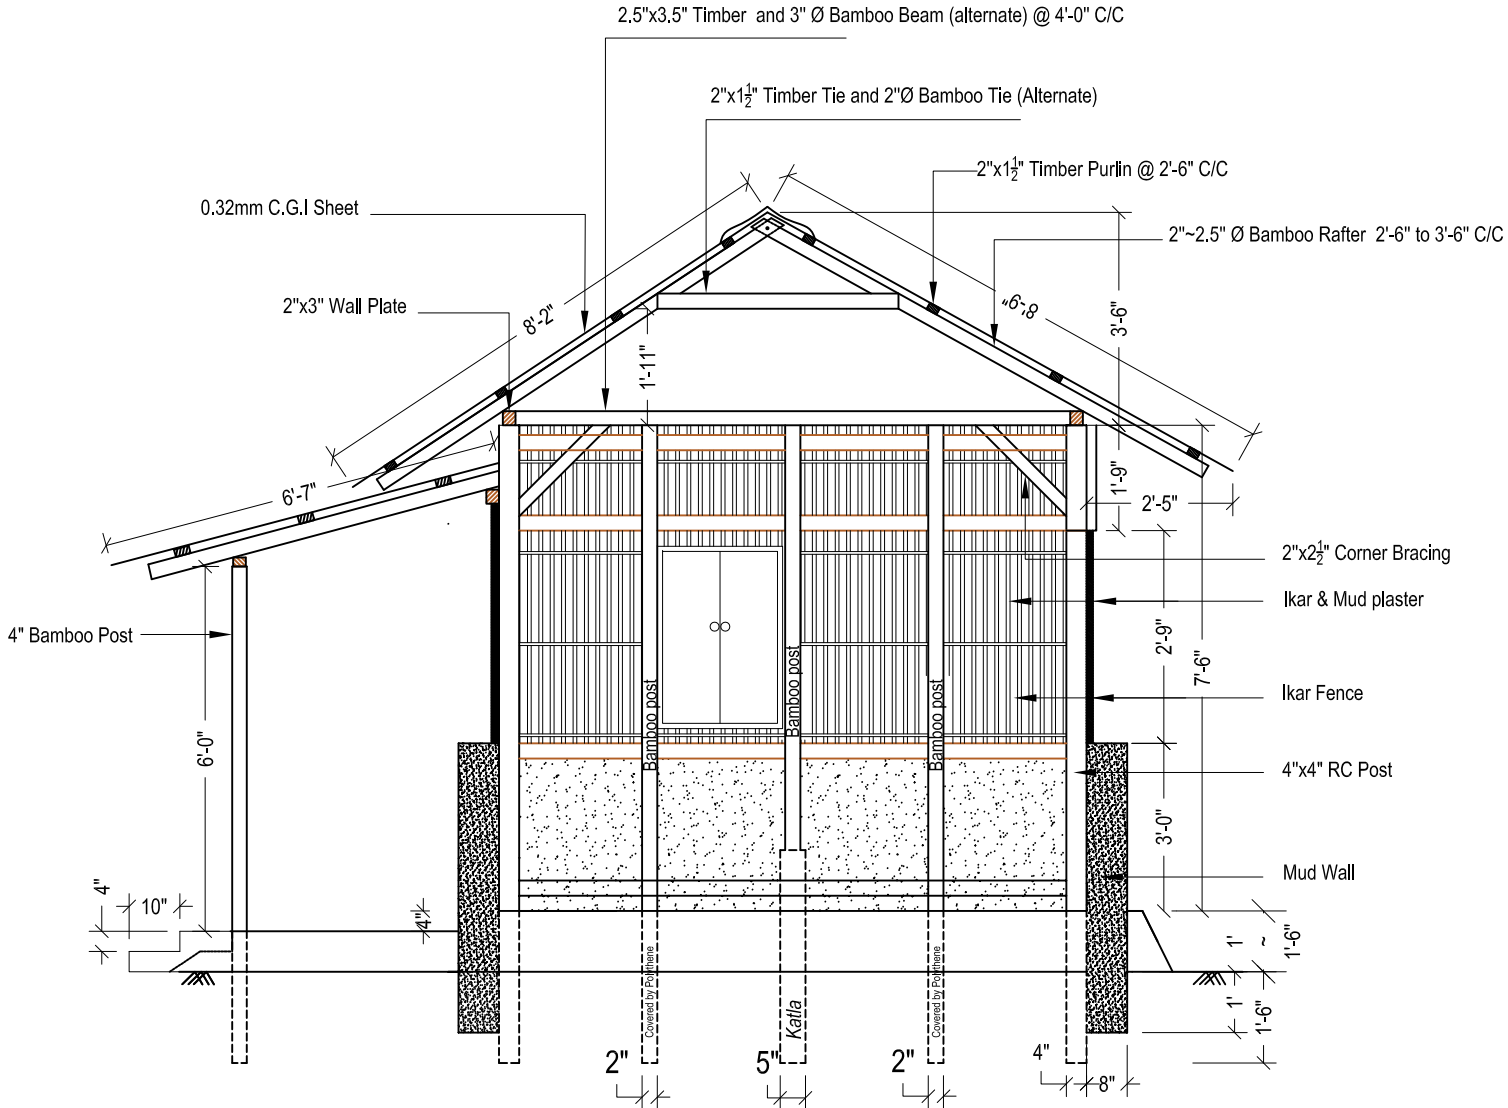 2.5"x3.5" Timber and 3" Ø Bamboo Beam (alternate) @ 4'-0" C/C
2"x1½" Timber Tie and 2"Ø Bamboo Tie (Alternate)
2"x1½" Timber Purlin @ 2'-6" C/C
0.32mm C.G.I Sheet
2"~2.5" Ø Bamboo Rafter 2'-6" to 3'-6" C/C
2"x3" Wall Plate
8'-2"
8'-9"
3'-6"
1'-11"
6'-7"
1'-9"
2'-5"
2"x2½" Corner Bracing
Ikar & Mud plaster
4" Bamboo Post
2'-9"
7'-6"
Ikar Fence
Bamboo post
Bamboo post
Bamboo post
6'-0"
4"x4" RC Post
3'-0"
Mud Wall
4"
10"
4"
1'
~
1'-6"
Covered by Polythene
Katla
Covered by Polythene
1'
1'-6"
2"
5"
2"
4"
8"